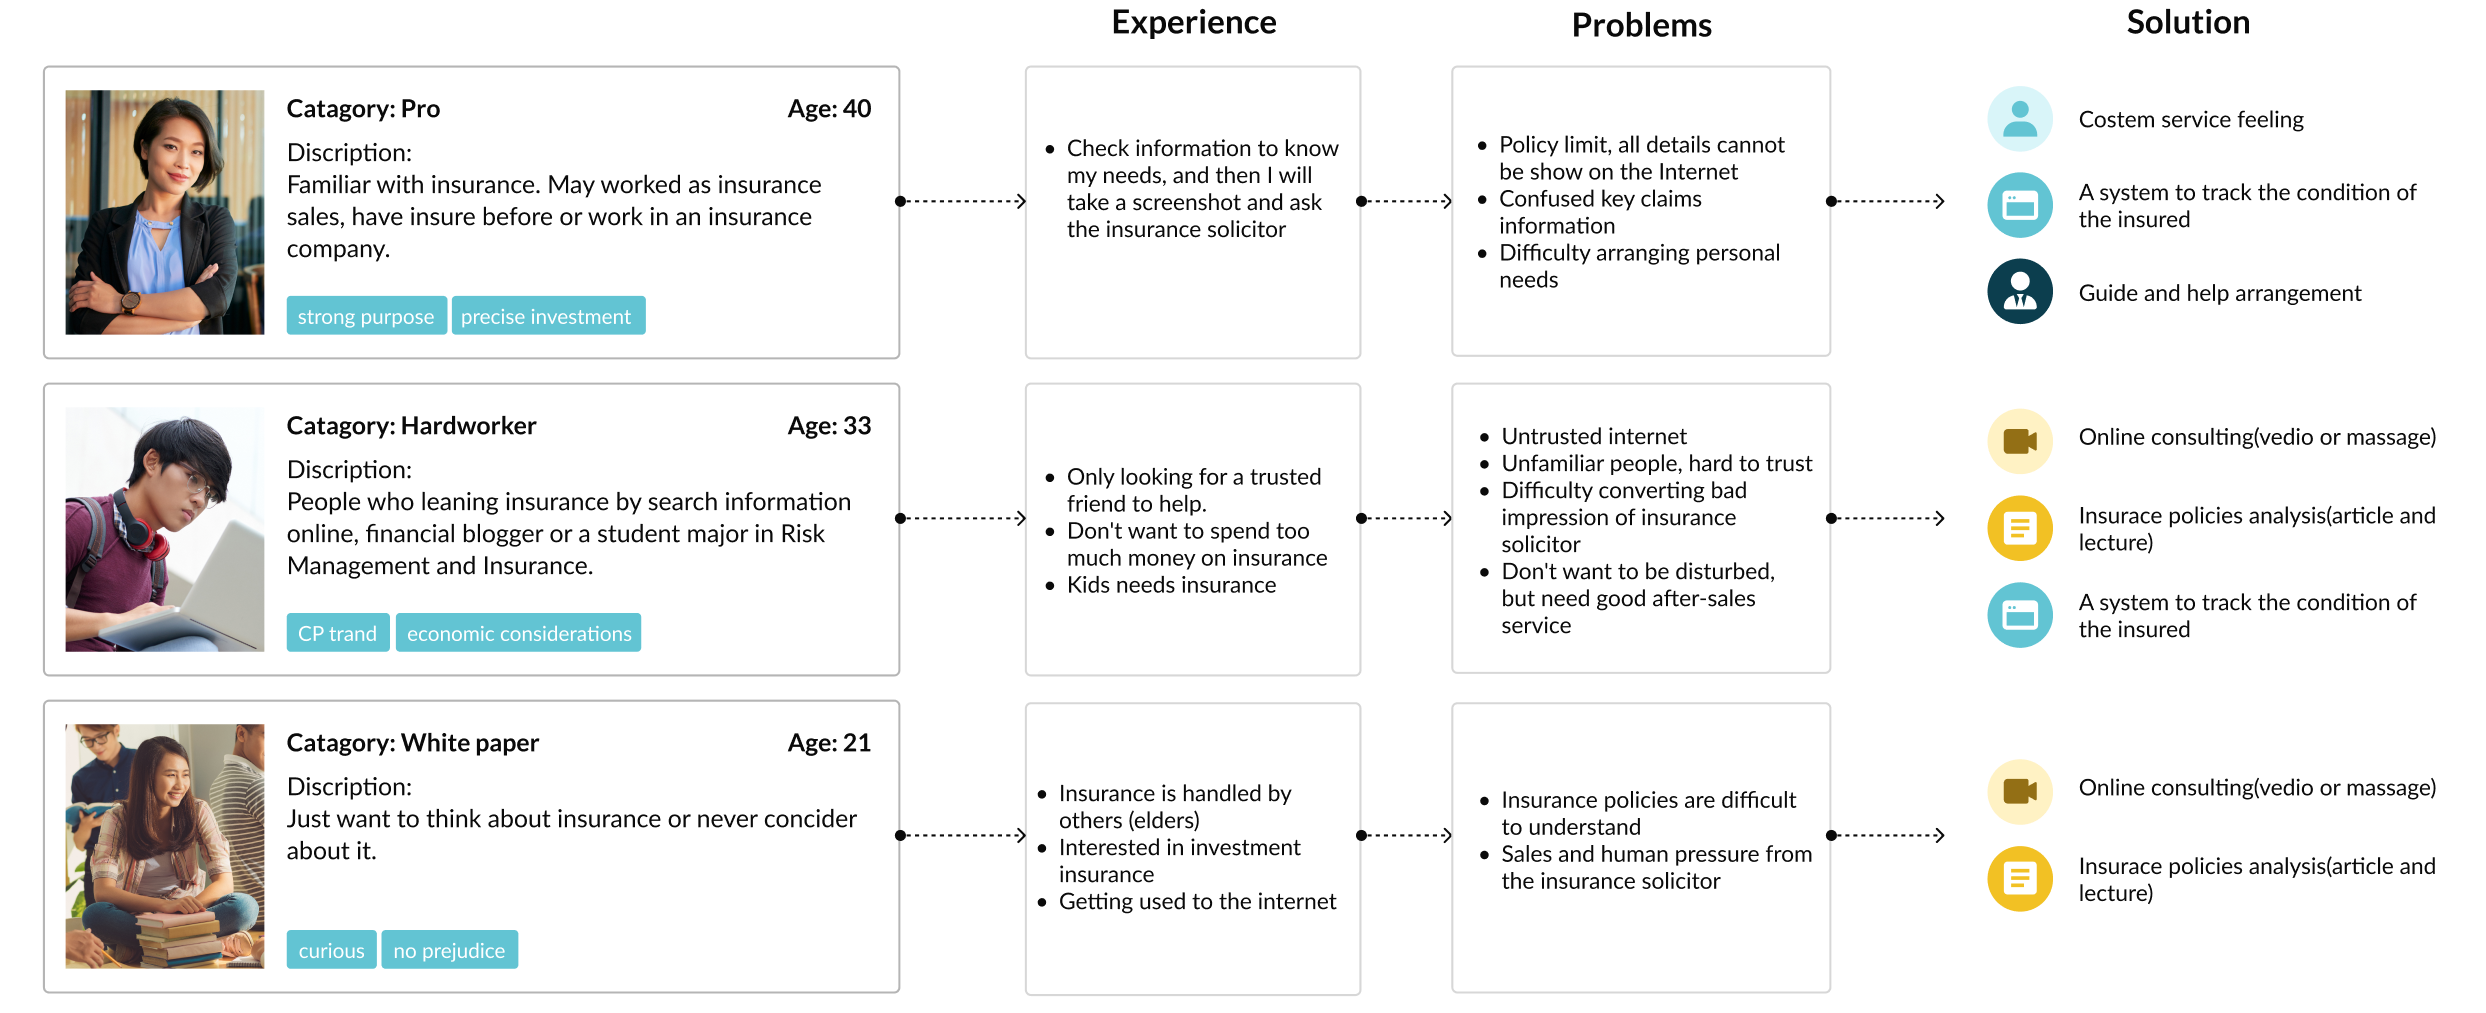 Experience
Problems
Solution
Catagory: Pro
Age: 40
Discription:
Familiar with insurance. May worked as insurance
sales, have insure before or work in an insurance
company.
strong purpose
precise investment
• Check information to know
my needs, and then I will
take a screenshot and ask
the insurance solicitor
• Policy limit, all details cannot
be show on the Internet
• Confused key claims
information
• Difficulty arranging personal
needs
Costem service feeling
A system to track the condition of
the insured
Guide and help arrangement
Catagory: Hardworker
Age: 33
Discription:
People who leaning insurance by search information
online, financial blogger or a student major in Risk
Management and Insurance.
CP trand
economic considerations
• Only looking for a trusted
friend to help.
• Don't want to spend too
much money on insurance
• Kids needs insurance
• Untrusted internet
• Unfamiliar people, hard to trust
• Difficulty converting bad
impression of insurance
solicitor
• Don't want to be disturbed,
but need good after-sales
service
Online consulting(vedio or massage)
Insurace policies analysis(article and
lecture)
A system to track the condition of
the insured
Catagory: White paper
Age: 21
Discription:
Just want to think about insurance or never concider
about it.
curious
no prejudice
• Insurance is handled by
others (elders)
• Interested in investment
insurance
• Getting used to the internet
• Insurance policies are difficult
to understand
• Sales and human pressure from
the insurance solicitor
Online consulting(vedio or massage)
Insurace policies analysis(article and
lecture)